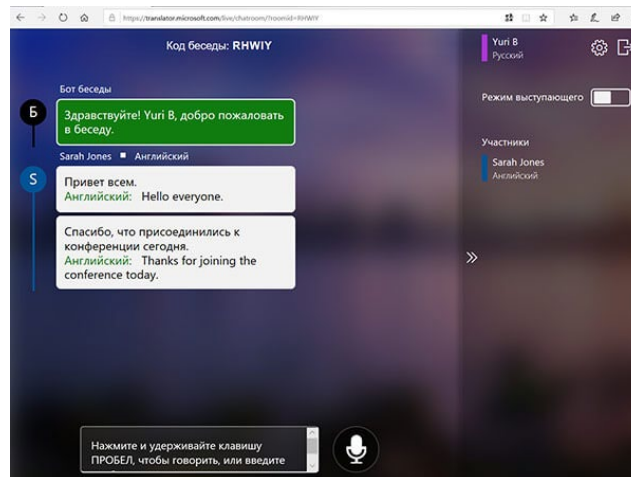 https://translator.microsoft.com/live/chatroom/?roomid=RHWIY
Код беседы: RHWIY
Бот беседы
Б
Здравствуйте! Yuri B, добро пожаловать
в беседу.
Sarah Jones ■ Английский
S
Привет всем.
Английский: Hello everyone.
Спасибо, что присоединились к
конференции сегодня.
Английский: Thanks for joining the
conference today.
Нажмите и удерживайте клавишу
ПРОБЕЛ, чтобы говорить, или введите
Yuri B
Русский
Режим выступающего
Участники
Sarah Jones
Английский